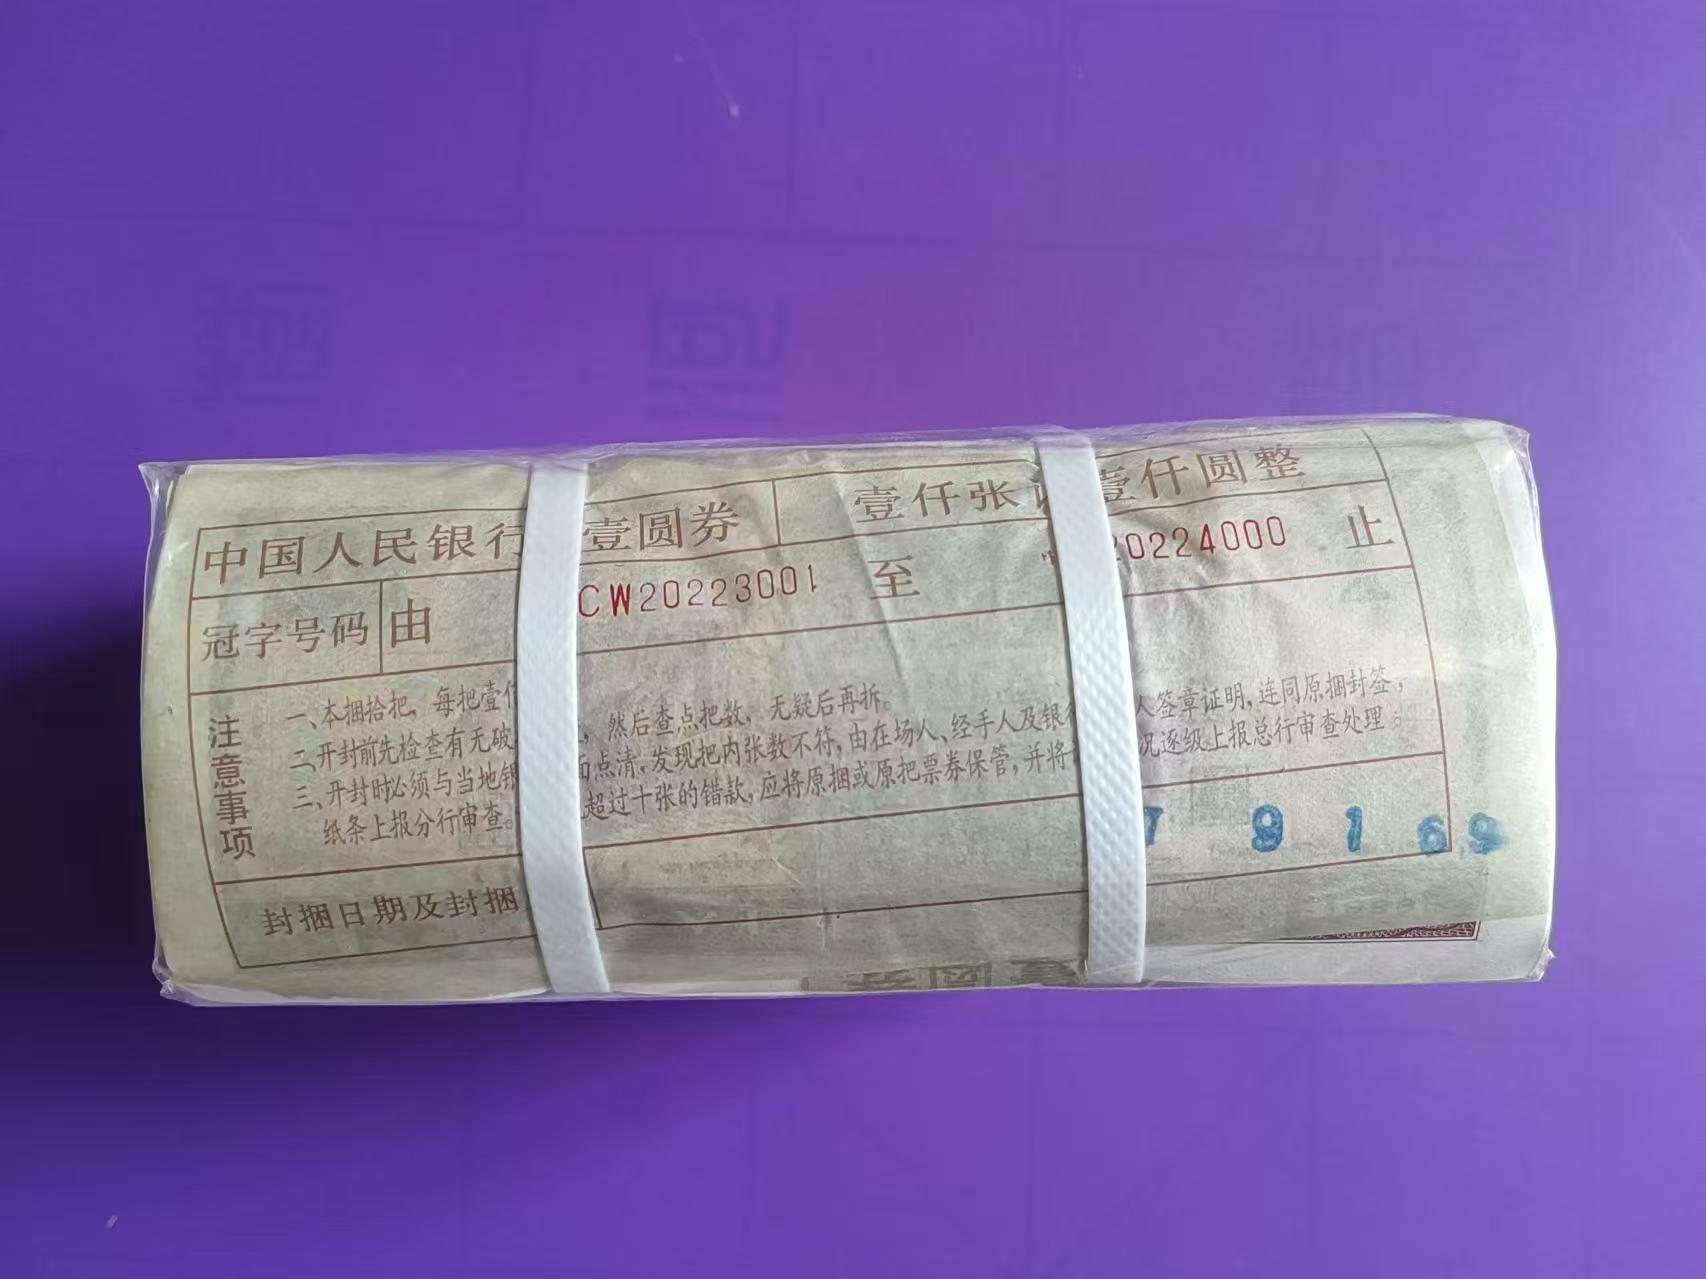 中国人民银行 壹圆券 壹仟张 壹仟圆整
冠字号码 由 CW20223001 至 20224000 止
注意事项
一、本捆拾把，每把壹 ，然后查点把数，无疑后再拆。
二、开封前先检查有无破 面点清，发现把内张数不符，由在场人、经手人及银 人签章证明，连同原捆封签，
三、开封时必须与当地银 超过十张的错款，应将原捆或原把票券保管，并将 况逐级上报总行审查处理。
纸条上报分行审查。
封捆日期及封捆
7 9 1 69
壹圆券